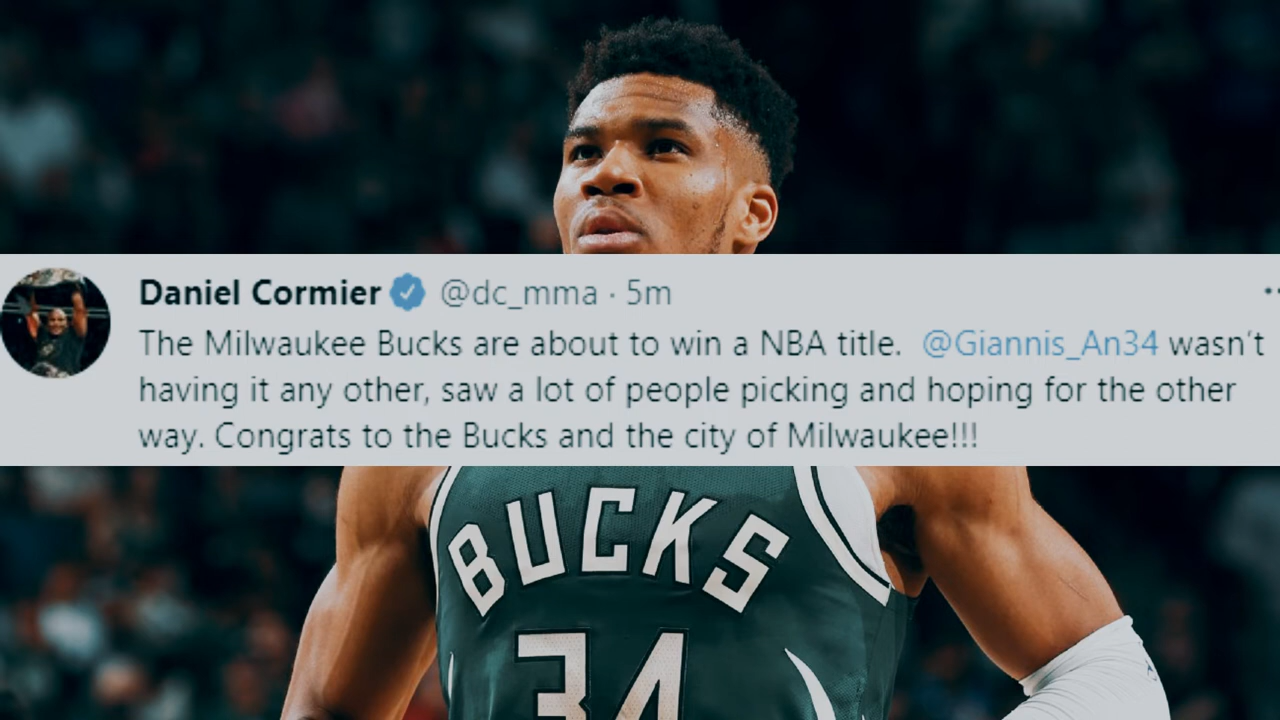 Daniel Cormier @dc_mma · 5m
The Milwaukee Bucks are about to win a NBA title. @Giannis_An34 wasn't
having it any other, saw a lot of people picking and hoping for the other
way. Congrats to the Bucks and the city of Milwaukee!!!
BUCKS
34